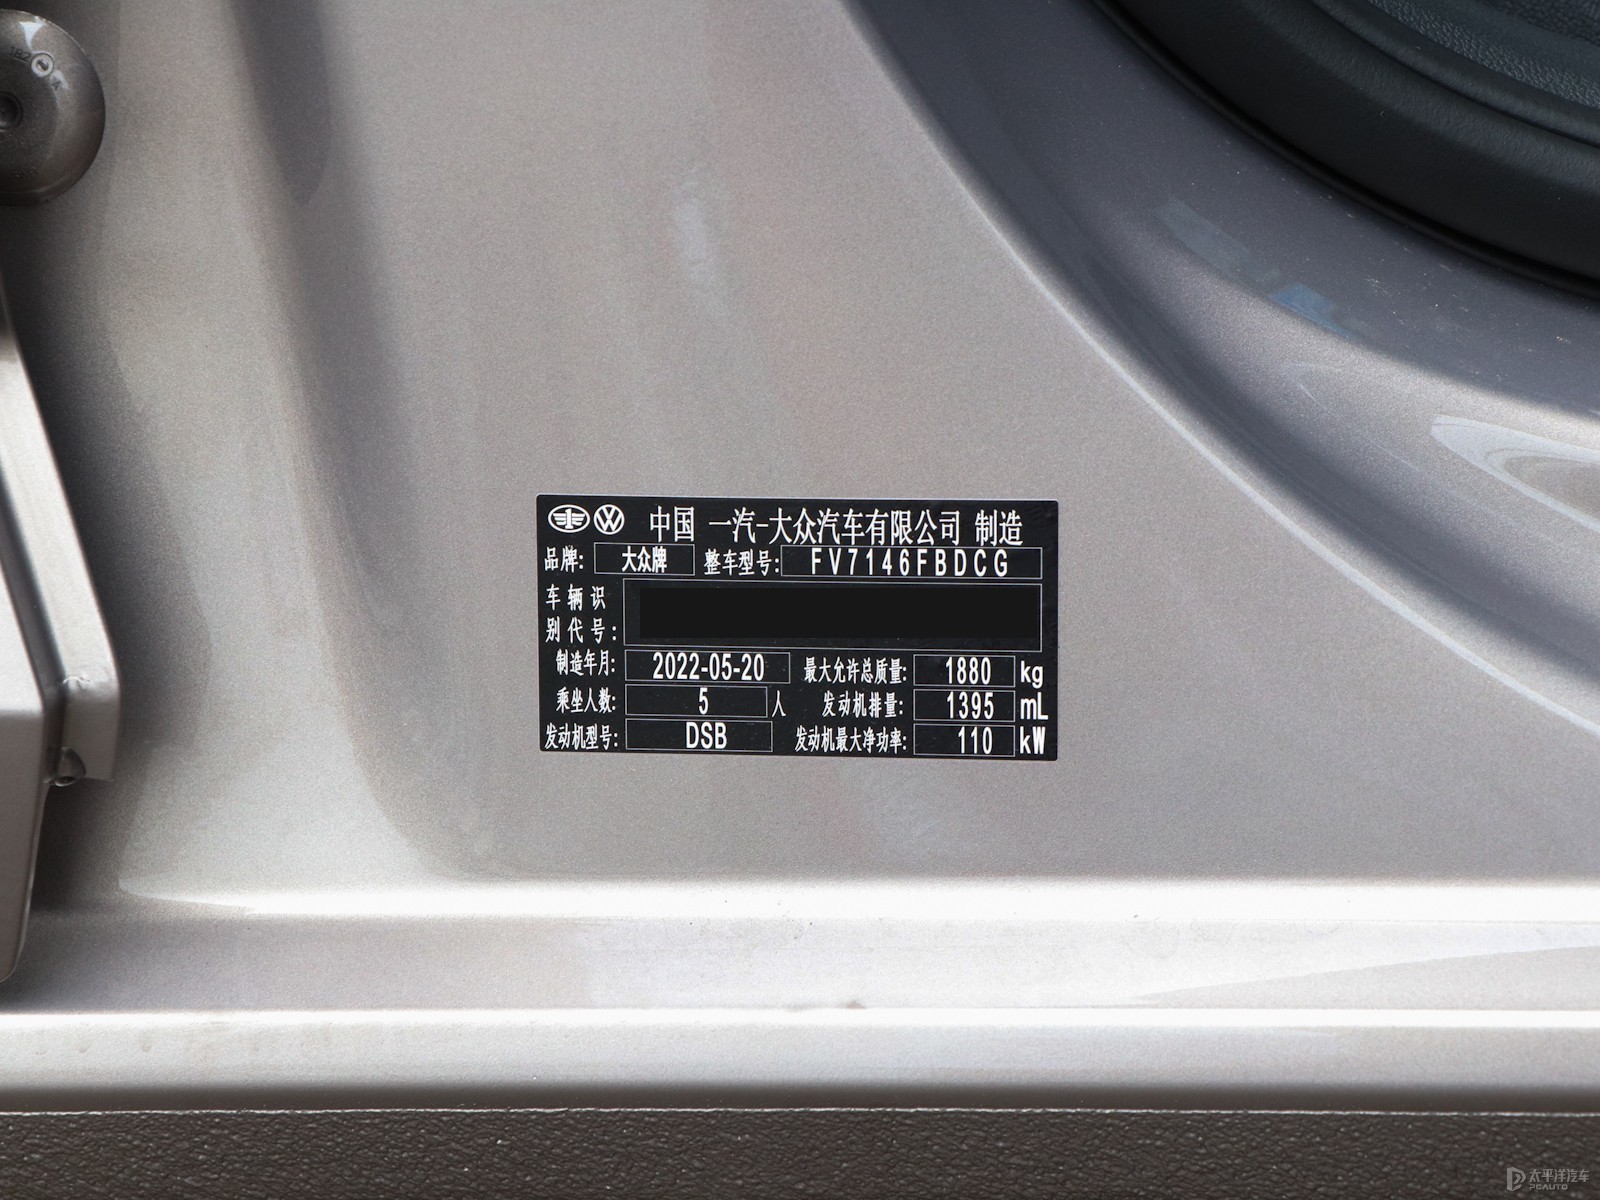 中国 一汽-大众汽车有限公司 制造
品牌: 大众牌 整车型号: FV7146FBDCG
车辆识
别代号:
制造年月: 2022-05-20 最大允许总质量: 1880 kg
乘坐人数: 5 人 发动机排量: 1395 mL
发动机型号: DSB 发动机最大净功率: 110 kW
太平洋汽车
PCAUTO